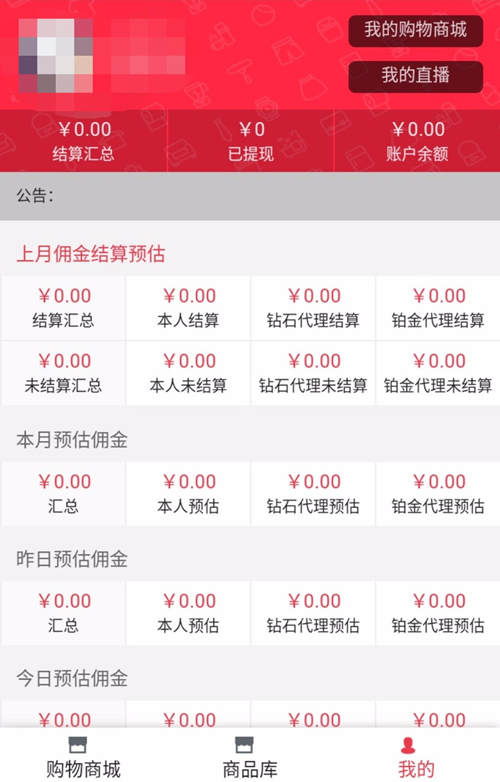 我的购物商城
我的直播
￥0.00 ￥0 ￥0.00
结算汇总 已提现 账户余额
公告：
上月佣金结算预估
￥0.00 ￥0.00 ￥0.00 ￥0.00
结算汇总 本人结算 钻石代理结算 铂金代理结算
￥0.00 ￥0.00 ￥0.00 ￥0.00
未结算汇总 本人未结算 钻石代理未结算 铂金代理未结算
本月预估佣金
￥0.00 ￥0.00 ￥0.00 ￥0.00
汇总 本人预估 钻石代理预估 铂金代理预估
昨日预估佣金
￥0.00 ￥0.00 ￥0.00 ￥0.00
汇总 本人预估 钻石代理预估 铂金代理预估
今日预估佣金
￥0.00 ￥0.00 ￥0.00 ￥0.00
购物商城 商品库 我的